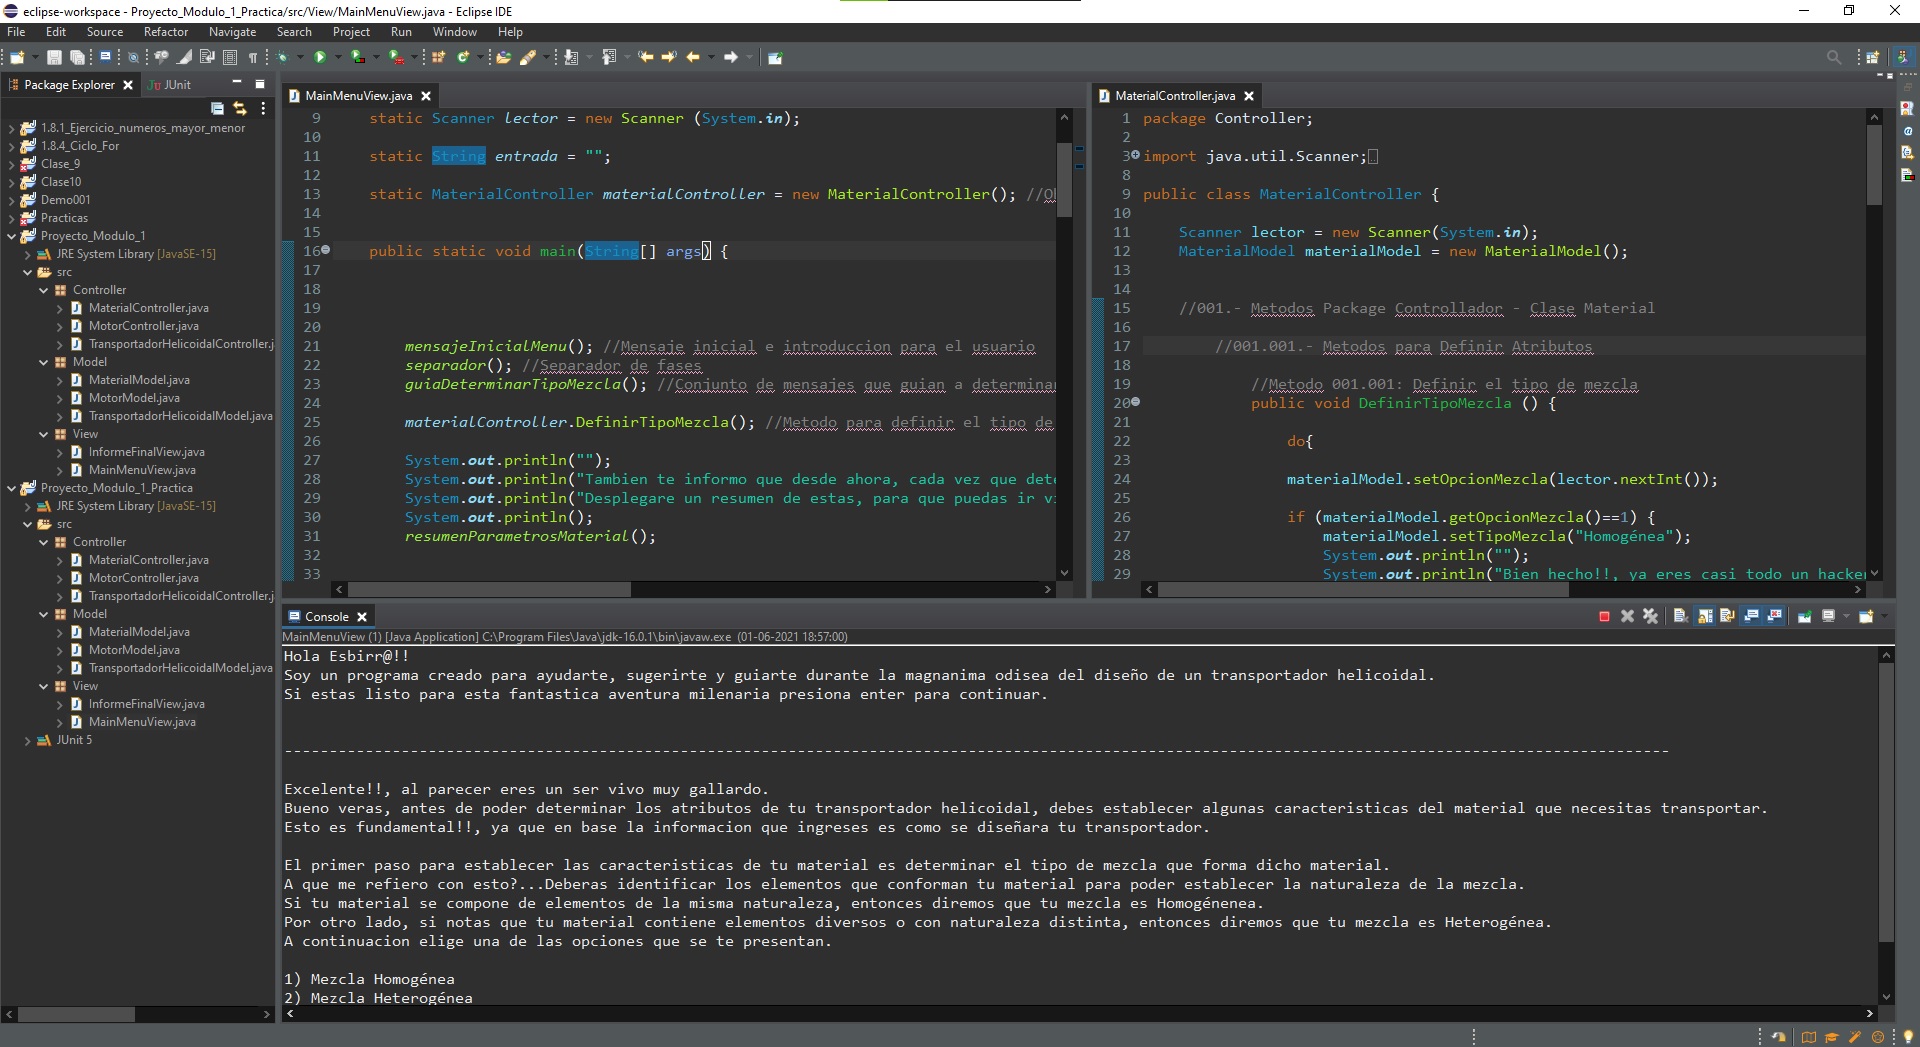 eclipse-workspace - Proyecto_Modulo_1_Practica/src/View/MainMenuView.java - Eclipse IDE
File Edit Source Refactor Navigate Search Project Run Window Help
Package Explorer JUnit
1.8.1_Ejercicio_numeros_mayor_menor
1.8.4_Ciclo_For
Clase_9
Clase10
Demo001
Practicas
Proyecto_Modulo_1
JRE System Library [JavaSE-15]
src
Controller
MaterialController.java
MotorController.java
TransportadorHelicoidalController.j
Model
MaterialModel.java
MotorModel.java
TransportadorHelicoidalModel.java
View
InformeFinalView.java
MainMenuView.java
Proyecto_Modulo_1_Practica
JRE System Library [JavaSE-15]
src
Controller
MaterialController.java
MotorController.java
TransportadorHelicoidalController.j
Model
MaterialModel.java
MotorModel.java
TransportadorHelicoidalModel.java
View
InformeFinalView.java
MainMenuView.java
JUnit 5
MainMenuView.java
9 static Scanner lector = new Scanner (System.in);
10
11 static String entrada = "";
12
13 static MaterialController materialController = new MaterialController(); //Ob
14
15
16 public static void main(String[] args) {
17
18
19
20
21 mensajeInicialMenu(); //Mensaje inicial e introduccion para el usuario
22 separador(); //Separador de fases
23 guiaDeterminarTipoMezcla(); //Conjunto de mensajes que guian a determinar
24
25 materialController.DefinirTipoMezcla(); //Metodo para definir el tipo de
26
27 System.out.println("");
28 System.out.println("Tambien te informo que desde ahora, cada vez que dete
29 System.out.println("Desplegare un resumen de estas, para que puedas ir vi
30 System.out.println();
31 resumenParametrosMaterial();
32
33
MaterialController.java
1 package Controller;
2
3 import java.util.Scanner;
8
9 public class MaterialController {
10
11 Scanner lector = new Scanner(System.in);
12 MaterialModel materialModel = new MaterialModel();
13
14
15 //001.- Metodos Package Controllador - Clase Material
16
17 //001.001.- Metodos para Definir Atributos
18
19 //Metodo 001.001: Definir el tipo de mezcla
20 public void DefinirTipoMezcla () {
21
22 do{
23
24 materialModel.setOpcionMezcla(lector.nextInt());
25
26 if (materialModel.getOpcionMezcla()==1) {
27 materialModel.setTipoMezcla("Homogénea");
28 System.out.println("");
29 System.out.println("Bien hecho!!, ya eres casi todo un hacker
Console
MainMenuView (1) [Java Application] C:\Program Files\Java\jdk-16.0.1\bin\javaw.exe (01-06-2021 18:57:00)
Hola Esbirr@!!
Soy un programa creado para ayudarte, sugerirte y guiarte durante la magnanima odisea del diseño de un transportador helicoidal.
Si estas listo para esta fantastica aventura milenaria presiona enter para continuar.
----------------------------------------------------------------------------------------------------------------------------------------------------------
Excelente!!, al parecer eres un ser vivo muy gallardo.
Bueno veras, antes de poder determinar los atributos de tu transportador helicoidal, debes establecer algunas caracteristicas del material que necesitas transportar.
Esto es fundamental!!, ya que en base la informacion que ingreses es como se diseñara tu transportador.
El primer paso para establecer las caracteristicas de tu material es determinar el tipo de mezcla que forma dicho material.
A que me refiero con esto?...Deberas identificar los elementos que conforman tu material para poder establecer la naturaleza de la mezcla.
Si tu material se compone de elementos de la misma naturaleza, entonces diremos que tu mezcla es Homogénenea.
Por otro lado, si notas que tu material contiene elementos diversos o con naturaleza distinta, entonces diremos que tu mezcla es Heterogénea.
A continuacion elige una de las opciones que se te presentan.
1) Mezcla Homogénea
2) Mezcla Heterogénea